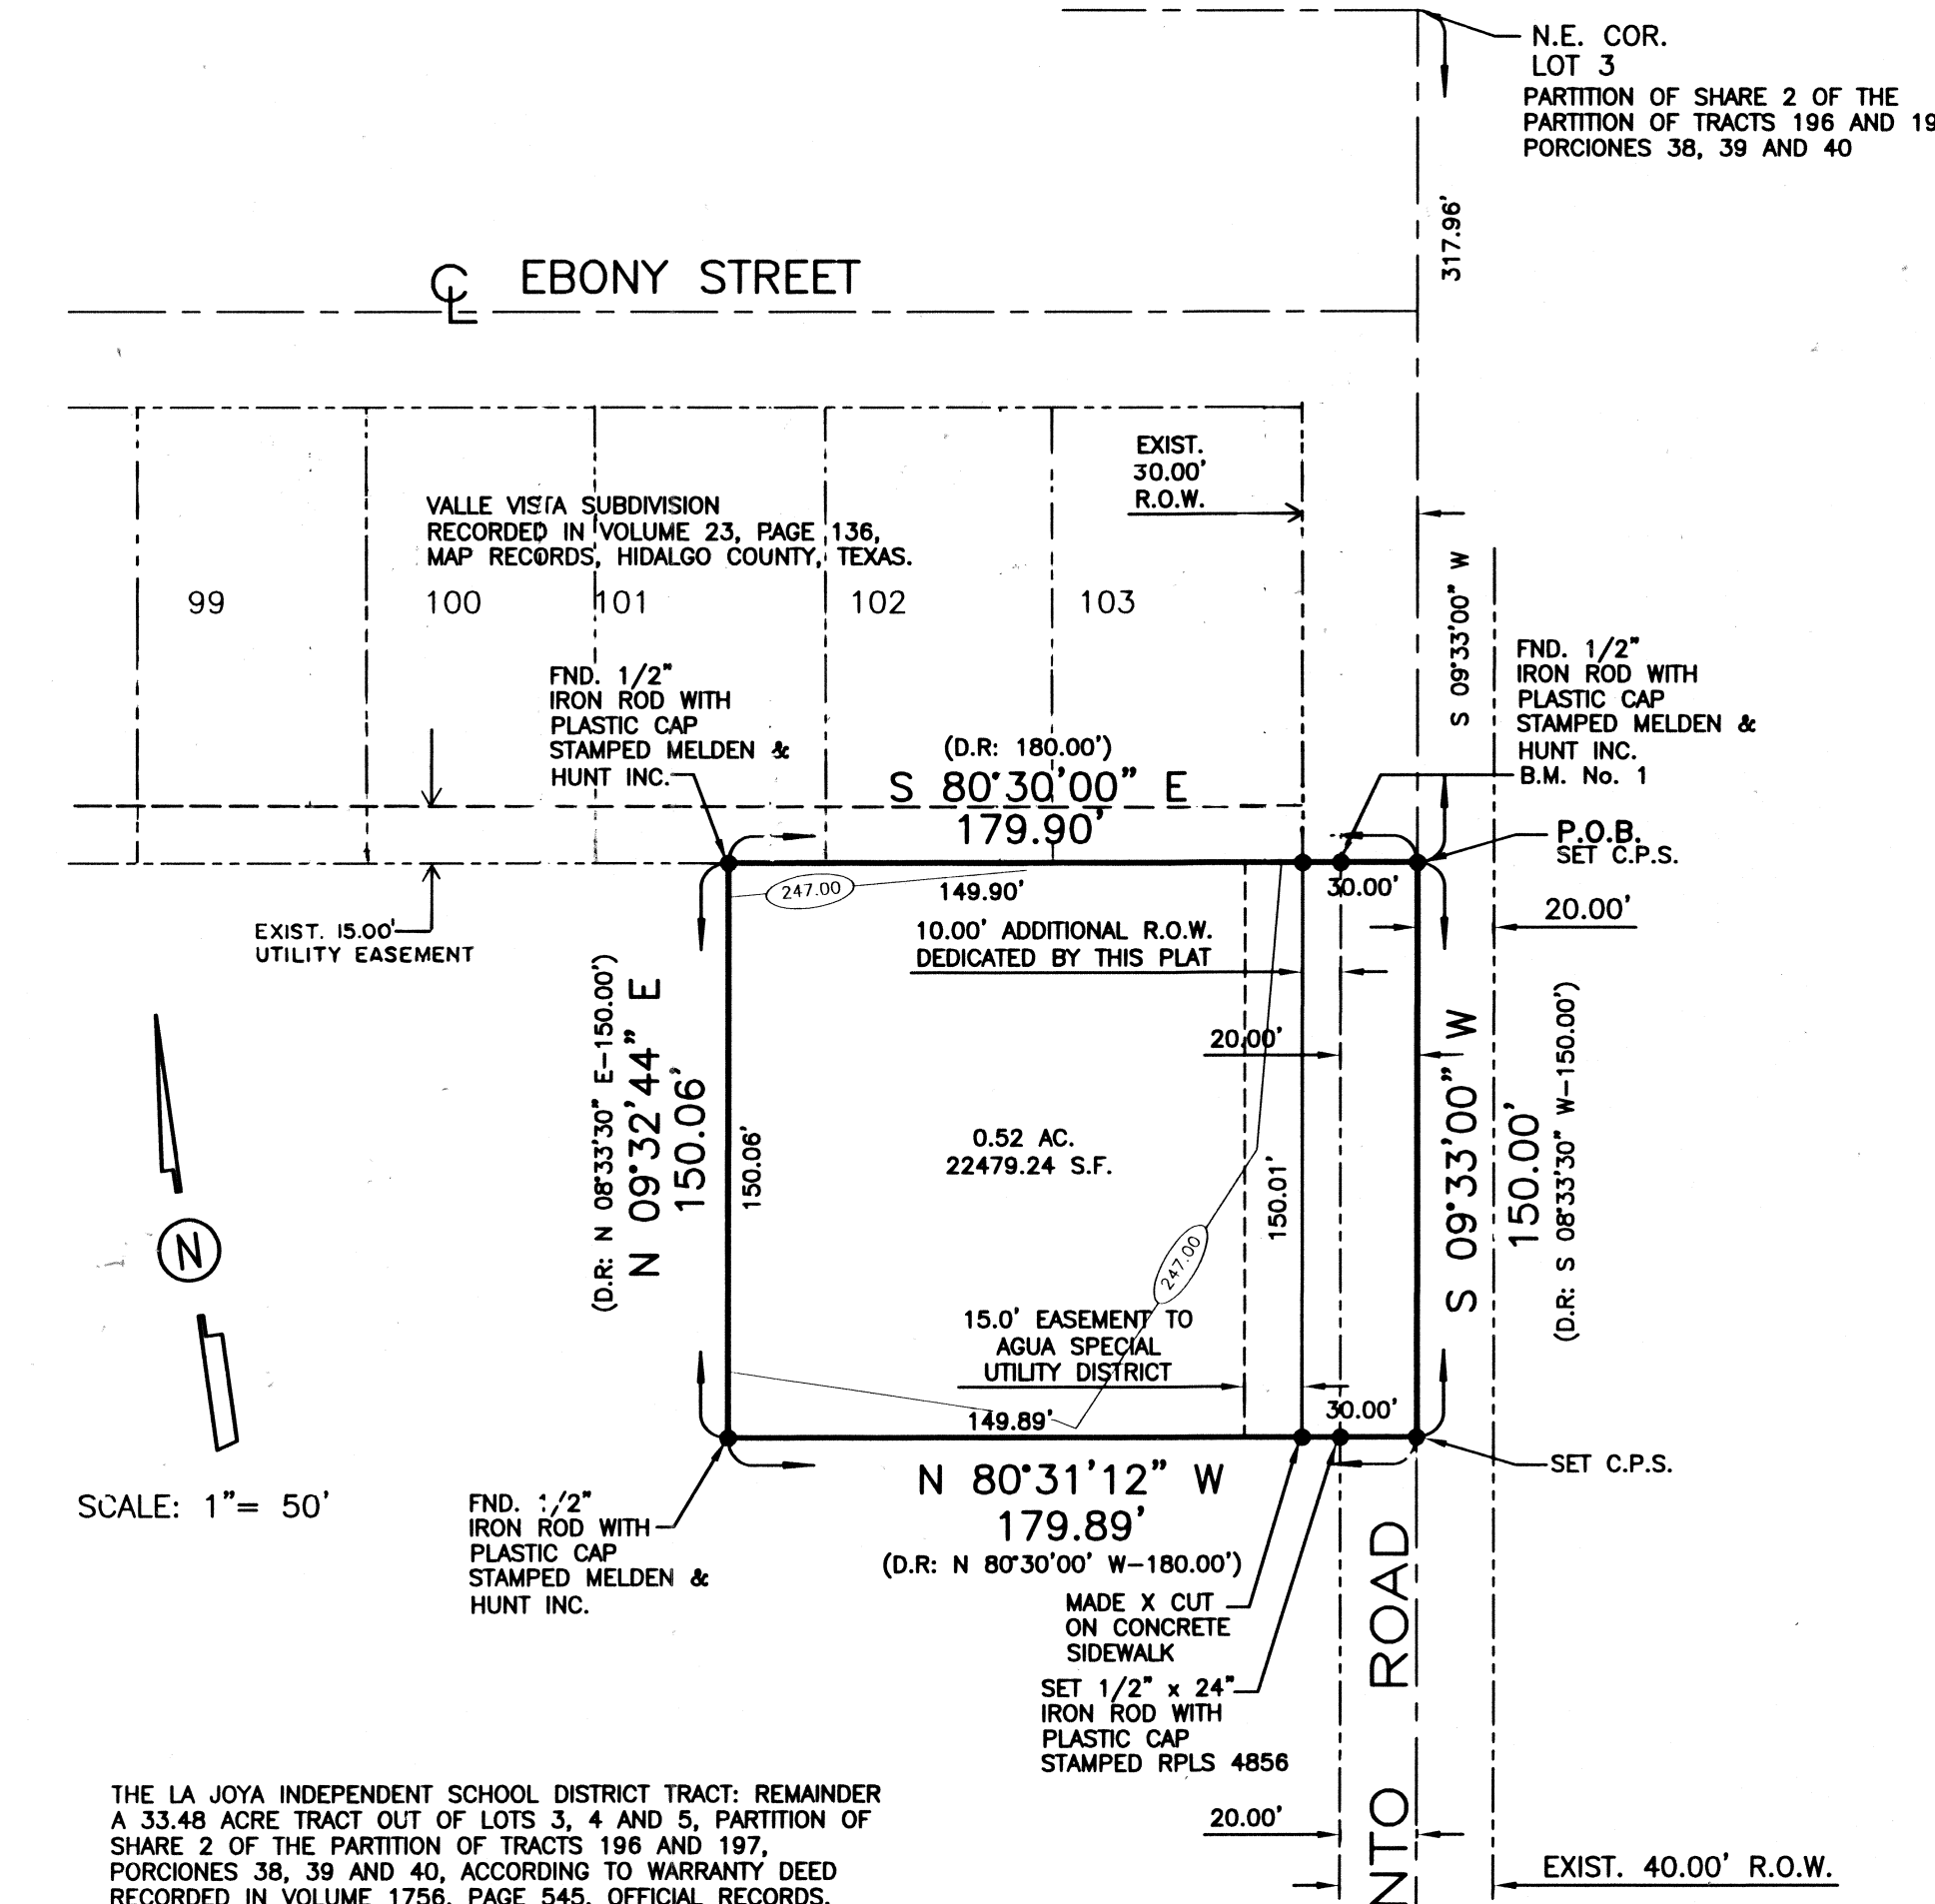 N.E. COR.
LOT 3
PARTITION OF SHARE 2 OF THE
PARTITION OF TRACTS 196 AND
PORCIONES 38, 39 AND 40
317.96'
℄ EBONY STREET
EXIST.
30.00'
R.O.W.
VALLE VISTA SUBDIVISION
RECORDED IN VOLUME 23, PAGE 136,
MAP RECORDS, HIDALGO COUNTY, TEXAS.
99
100
101
102
103
S 09°33'00" W
FND. 1/2"
IRON ROD WITH
PLASTIC CAP
STAMPED MELDEN &
HUNT INC.
FND. 1/2"
IRON ROD WITH
PLASTIC CAP
STAMPED MELDEN &
HUNT INC.
B.M. No. 1
(D.R: 180.00')
S 80°30'00" E
179.90'
P.O.B.
SET C.P.S.
247.00
149.90'
30.00'
20.00'
EXIST. 15.00'
UTILITY EASEMENT
10.00' ADDITIONAL R.O.W.
DEDICATED BY THIS PLAT
20.00'
(D.R: N 08°33'30" E-150.00')
N 09°32'44" E
150.06'
150.06'
0.52 AC.
22479.24 S.F.
150.01'
247.00
S 09°33'00" W
150.00'
(D.R: S 08°33'30" W-150.00')
N
15.0' EASEMENT TO
AGUA SPECIAL
UTILITY DISTRICT
149.89'
30.00'
SET C.P.S.
N 80°31'12" W
179.89'
(D.R: N 80°30'00' W-180.00')
SCALE: 1"= 50'
FND. 1/2"
IRON ROD WITH
PLASTIC CAP
STAMPED MELDEN &
HUNT INC.
MADE X CUT
ON CONCRETE
SIDEWALK
SET 1/2" x 24"
IRON ROD WITH
PLASTIC CAP
STAMPED RPLS 4856
ROAD
20.00'
EXIST. 40.00' R.O.W.
THE LA JOYA INDEPENDENT SCHOOL DISTRICT TRACT: REMAINDER
A 33.48 ACRE TRACT OUT OF LOTS 3, 4 AND 5, PARTITION OF
SHARE 2 OF THE PARTITION OF TRACTS 196 AND 197,
PORCIONES 38, 39 AND 40, ACCORDING TO WARRANTY DEED
RECORDED IN VOLUME 1756, PAGE 545, OFFICIAL RECORDS,